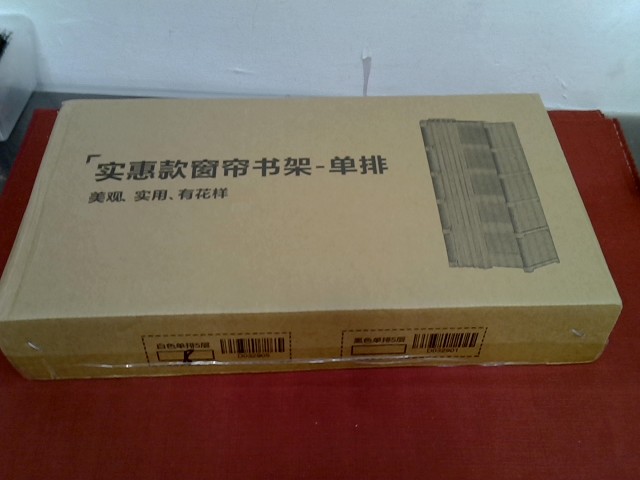 「实惠款窗帘书架-单排
美观、实用、有花样
白色单排5层
黑色单排5层